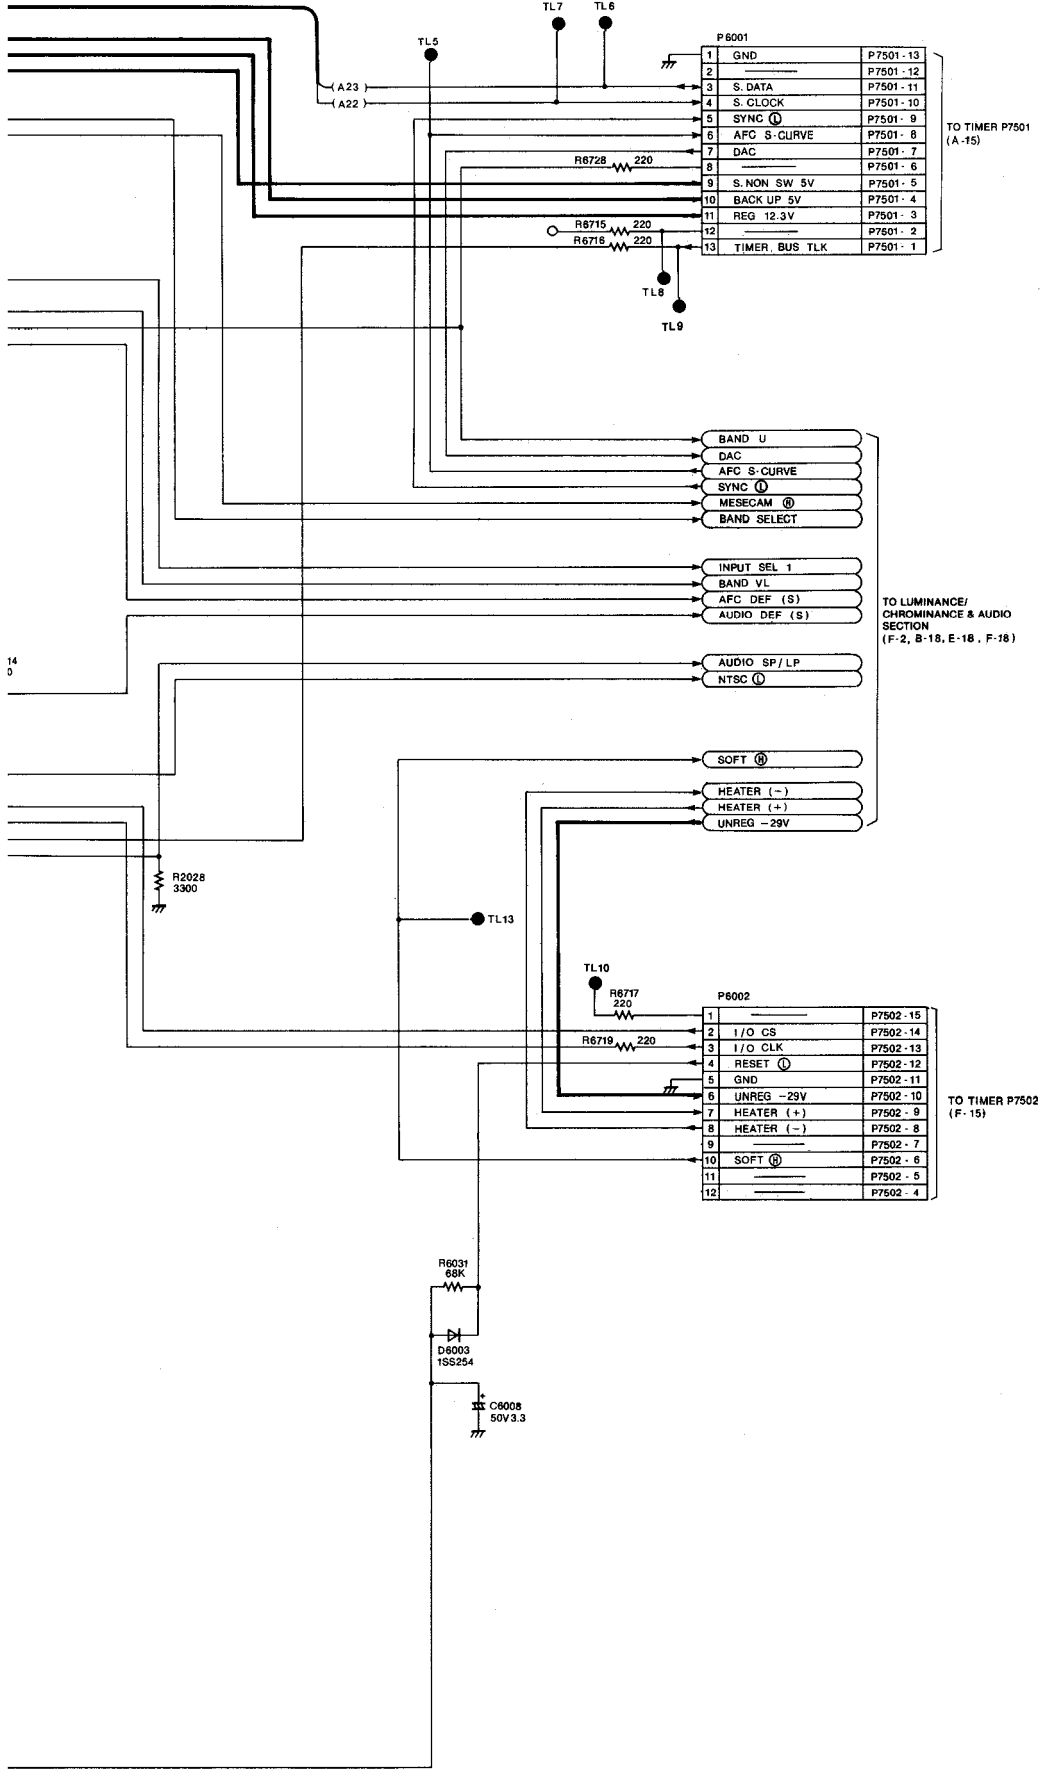 TL7
TL6
TL5
P6001
(A23)
(A22)
1 GND P7501-13
2 P7501-12
3 S.DATA P7501-11
4 S.CLOCK P7501-10
5 SYNC Ⓛ P7501-9
6 AFC S-CURVE P7501-8
7 DAC P7501-7
R6728 220
8 P7501-6
9 S.NON SW 5V P7501-5
10 BACK UP 5V P7501-4
11 REG 12.3V P7501-3
R6715 220
12 P7501-2
R6716 220
13 TIMER, BUS TLK P7501-1
TO TIMER P7501
(A-15)
TL8
TL9
BAND U
DAC
AFC S-CURVE
SYNC Ⓛ
MESECAM Ⓗ
BAND SELECT
INPUT SEL 1
BAND VL
AFC DEF (S)
AUDIO DEF (S)
TO LUMINANCE/
CHROMINANCE & AUDIO
SECTION
(F-2, B-18, E-18, F-18)
14
0
AUDIO SP/LP
NTSC Ⓛ
SOFT Ⓗ
HEATER (-)
HEATER (+)
UNREG -29V
R2028
3300
TL13
TL10
R6717
220
P6002
1 P7502-15
2 I/O CS P7502-14
R6719 220
3 I/O CLK P7502-13
4 RESET Ⓛ P7502-12
5 GND P7502-11
6 UNREG -29V P7502-10
7 HEATER (+) P7502-9
8 HEATER (-) P7502-8
9 P7502-7
10 SOFT Ⓗ P7502-6
11 P7502-5
12 P7502-4
TO TIMER P7502
(F-15)
R6031
68K
D6003
1SS254
+
C6008
50V3.3